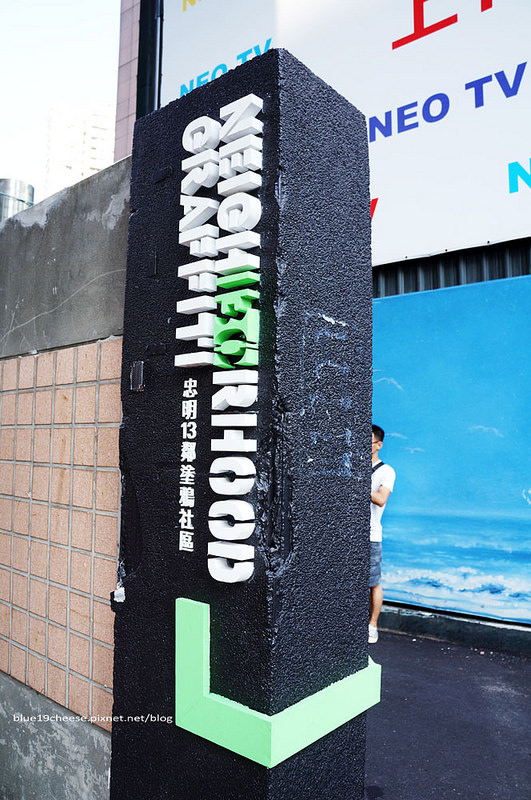 上
NEO TV
NEO TV
N
NEIGHBORHOOD
GRAFFITI
忠明13鄰塗鴉社區
blue19cheese.pixnet.net/blog